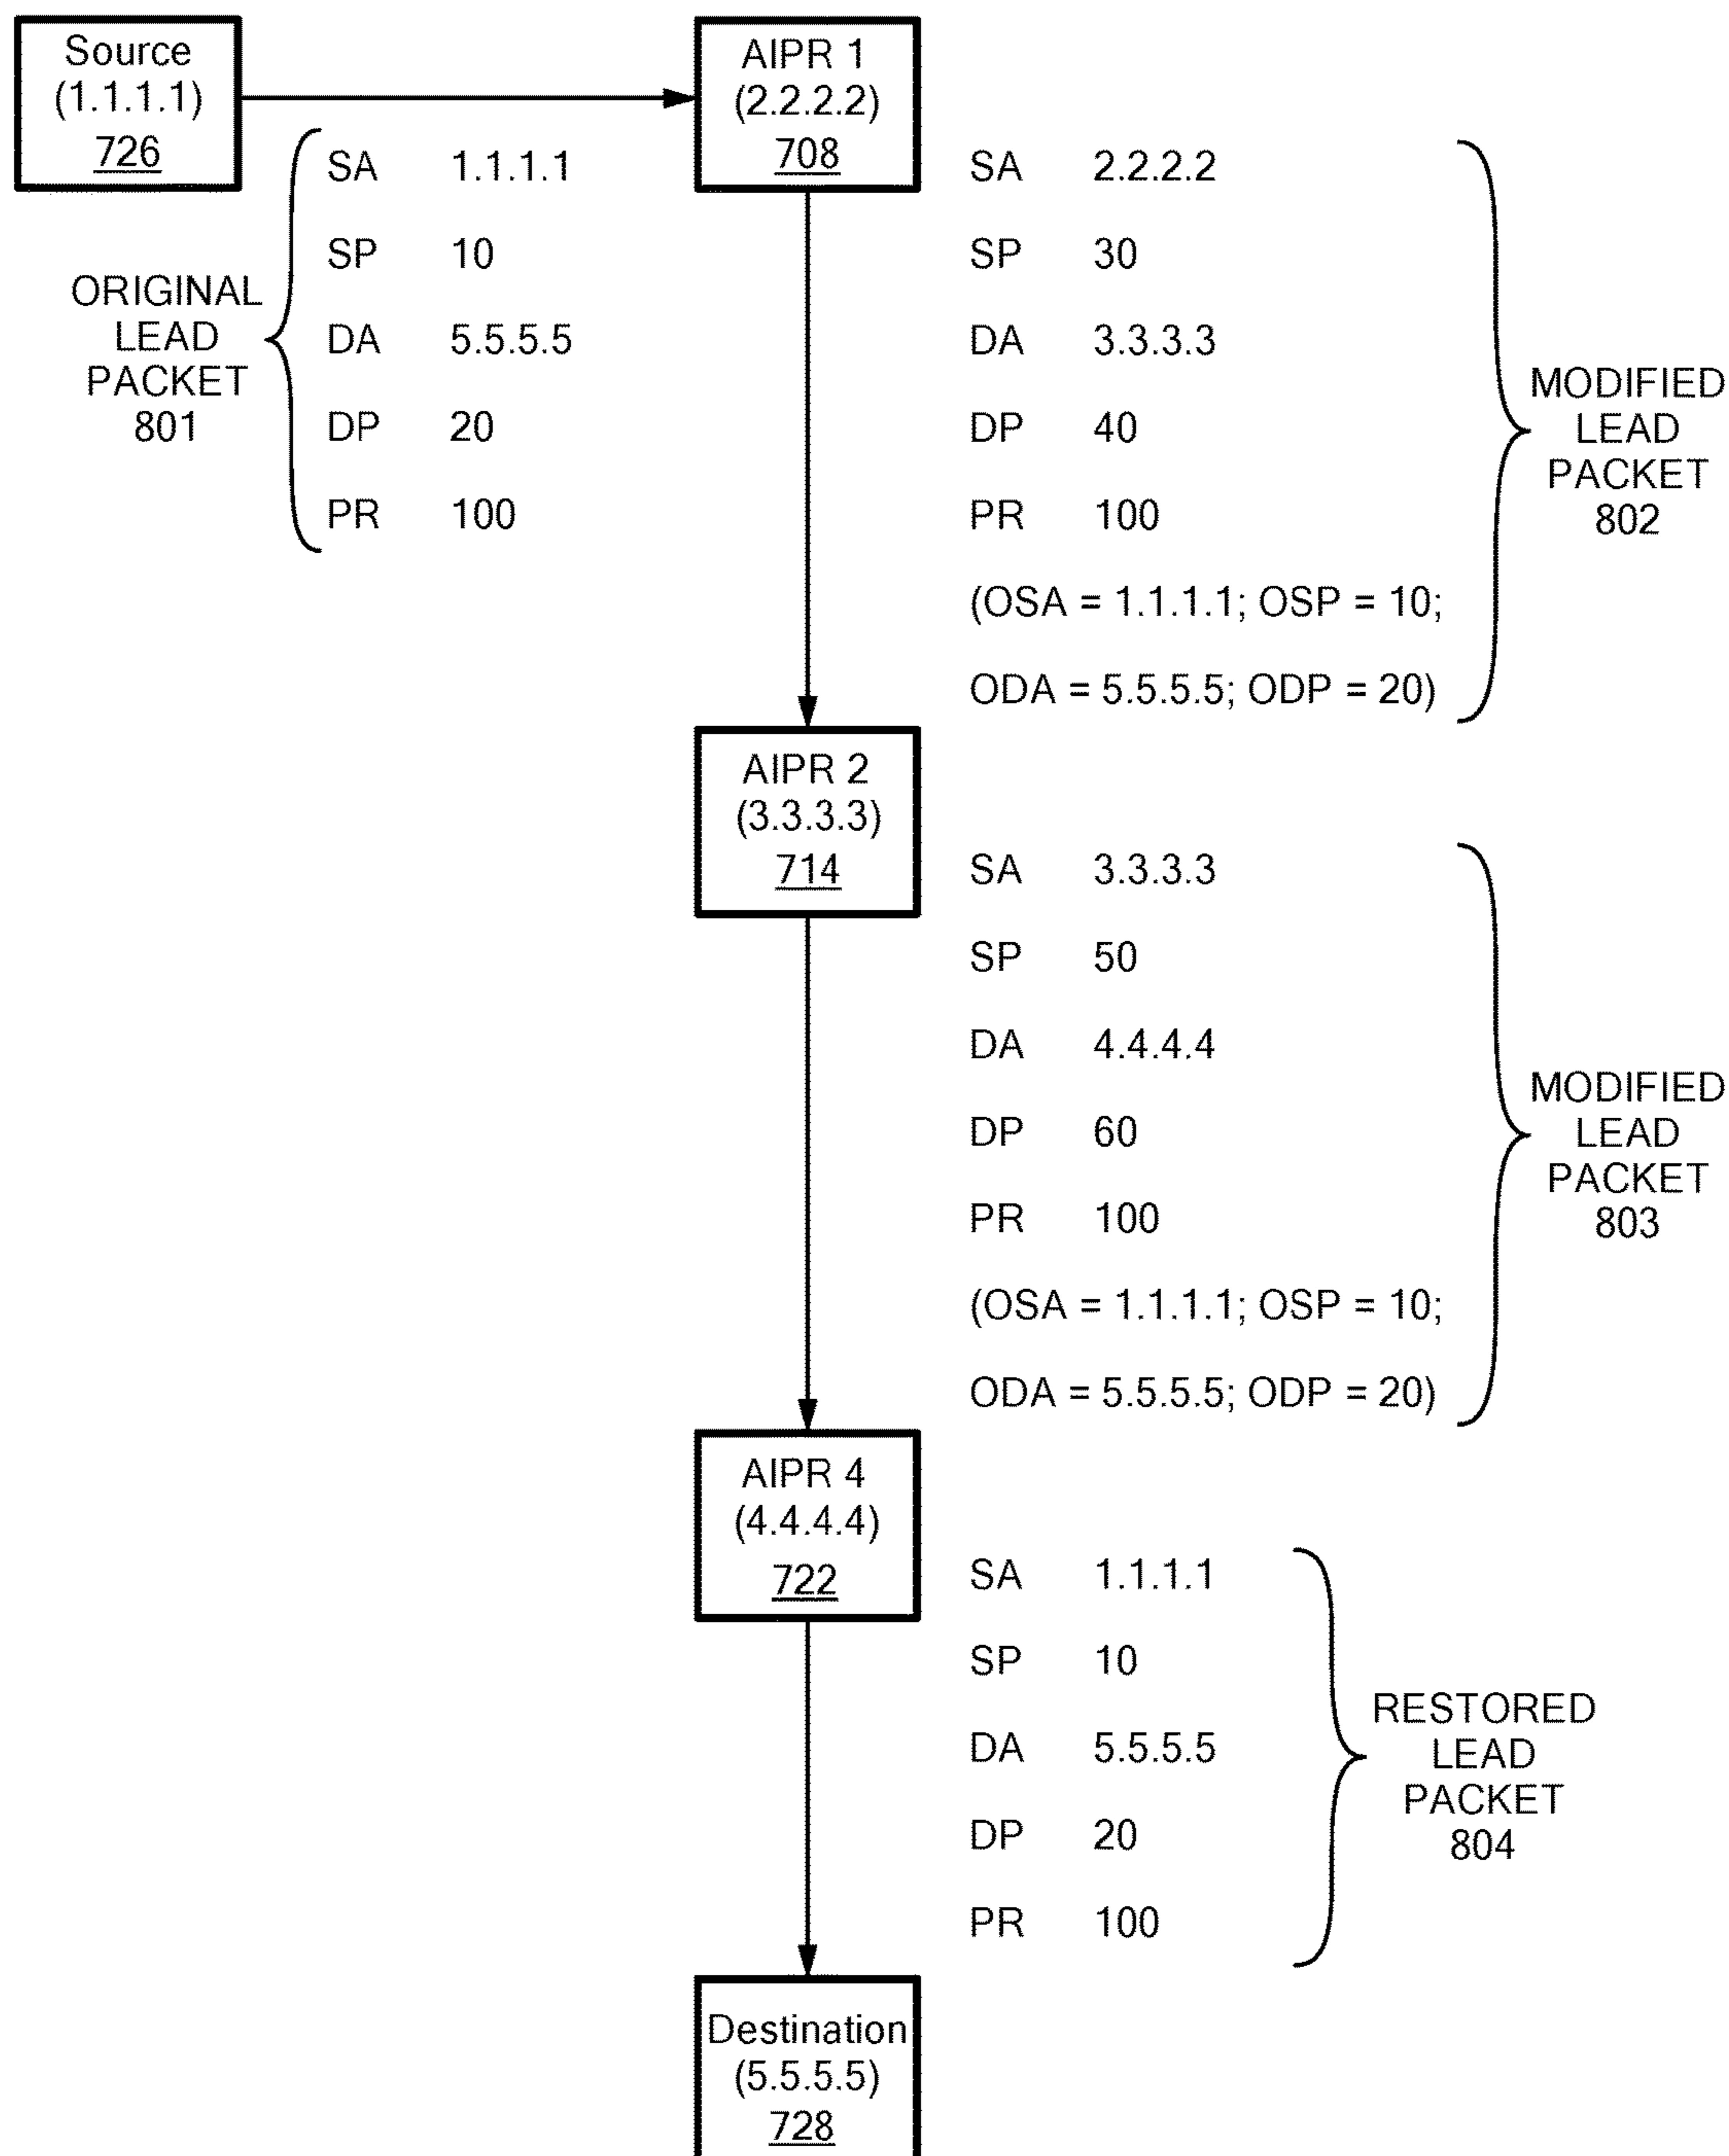 Source
(1.1.1.1)
726
AIPR 1
(2.2.2.2)
708
ORIGINAL
LEAD
PACKET
801
SA 1.1.1.1
SP 10
DA 5.5.5.5
DP 20
PR 100
SA 2.2.2.2
SP 30
DA 3.3.3.3
DP 40
PR 100
(OSA = 1.1.1.1; OSP = 10;
ODA = 5.5.5.5; ODP = 20)
MODIFIED
LEAD
PACKET
802
AIPR 2
(3.3.3.3)
714
SA 3.3.3.3
SP 50
DA 4.4.4.4
DP 60
PR 100
(OSA = 1.1.1.1; OSP = 10;
ODA = 5.5.5.5; ODP = 20)
MODIFIED
LEAD
PACKET
803
AIPR 4
(4.4.4.4)
722
SA 1.1.1.1
SP 10
DA 5.5.5.5
DP 20
PR 100
RESTORED
LEAD
PACKET
804
Destination
(5.5.5.5)
728